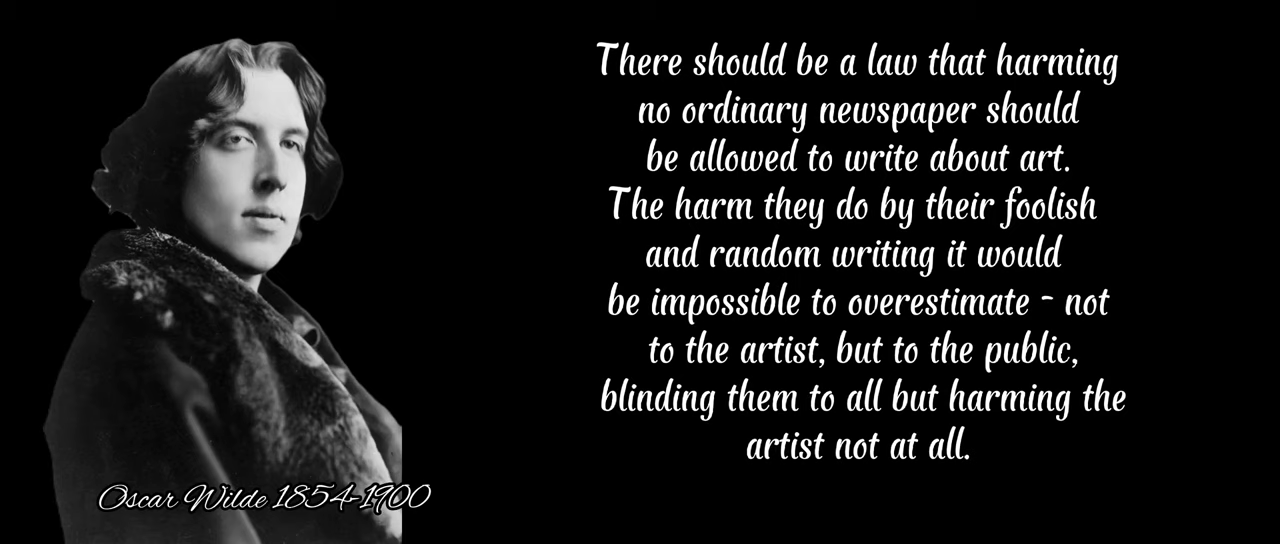 There should be a law that harming
no ordinary newspaper should
be allowed to write about art.
The harm they do by their foolish
and random writing it would
be impossible to overestimate - not
to the artist, but to the public,
blinding them to all but harming the
artist not at all.
Oscar Wilde 1854-1900